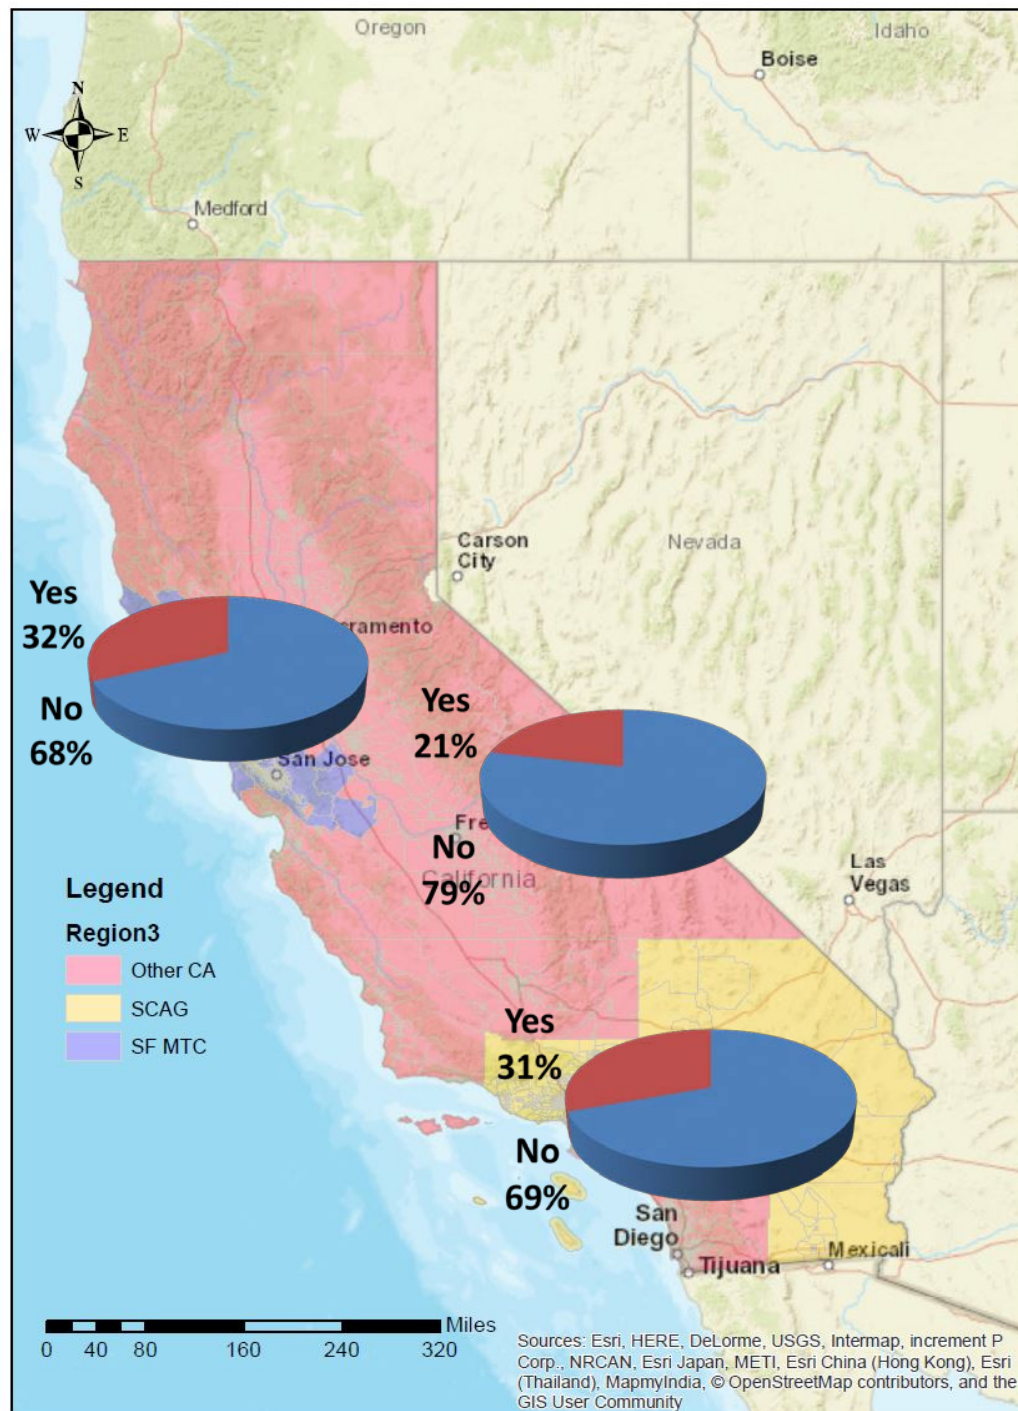 Oregon
Idaho
Boise
N
W
E
S
Medford
Carson
City
Nevada
Yes
32%
No
68%
San Jose
Yes
21%
No
79%
California
Las
Vegas
Legend
Region3
Other CA
SCAG
SF MTC
Yes
31%
No
69%
San
Diego
Tijuana
Mexicali
Miles
0 40 80 160 240 320
Sources: Esri, HERE, DeLorme, USGS, Intermap, increment P
Corp., NRCAN, Esri Japan, METI, Esri China (Hong Kong), Esri
(Thailand), MapmyIndia, © OpenStreetMap contributors, and the
GIS User Community